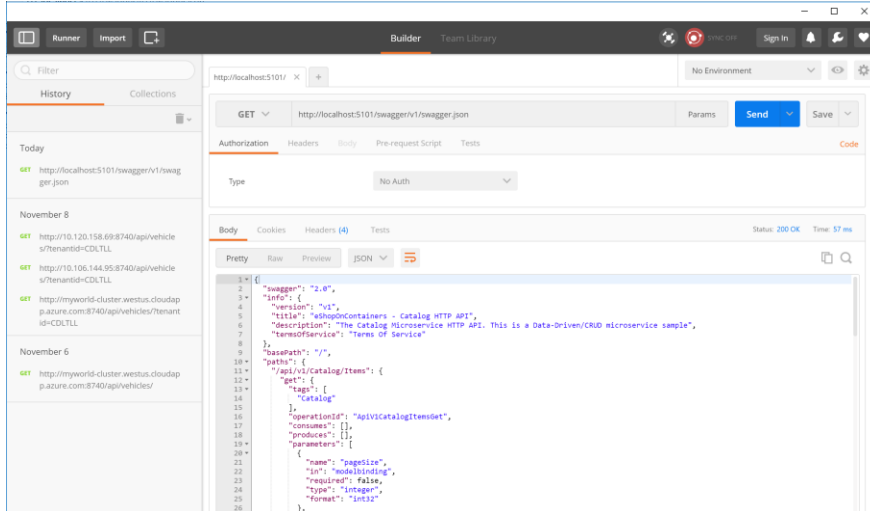 Runner Import Builder Team Library SYNC OFF Sign In
Filter
History Collections
Today
GET http://localhost:5101/swagger/v1/swag
ger.json
November 8
GET http://10.120.158.69:8740/api/vehicle
s/?tenantid=CDLTLL
GET http://10.106.144.95:8740/api/vehicle
s/?tenantid=CDLTLL
GET http://myworld-cluster.westus.cloudap
p.azure.com:8740/api/vehicles/?tenant
id=CDLTLL
November 6
GET http://myworld-cluster.westus.cloudap
p.azure.com:8740/api/vehicles/
http://localhost:5101/ No Environment
GET http://localhost:5101/swagger/v1/swagger.json Params Send Save
Authorization Headers Body Pre-request Script Tests Code
Type No Auth
Body Cookies Headers (4) Tests Status: 200 OK Time: 57 ms
Pretty Raw Preview JSON
1 {
2 "swagger": "2.0",
3 "info": {
4 "version": "v1",
5 "title": "eShopOnContainers - Catalog HTTP API",
6 "description": "The Catalog Microservice HTTP API. This is a Data-Driven/CRUD microservice sample",
7 "termsOfService": "Terms Of Service"
8 },
9 "basePath": "/",
10 "paths": {
11 "/api/v1/Catalog/Items": {
12 "get": {
13 "tags": [
14 "Catalog"
15 ],
16 "operationId": "ApiV1CatalogItemsGet",
17 "consumes": [],
18 "produces": [],
19 "parameters": [
20 {
21 "name": "pageSize",
22 "in": "modelbinding",
23 "required": false,
24 "type": "integer",
25 "format": "int32"
26 },